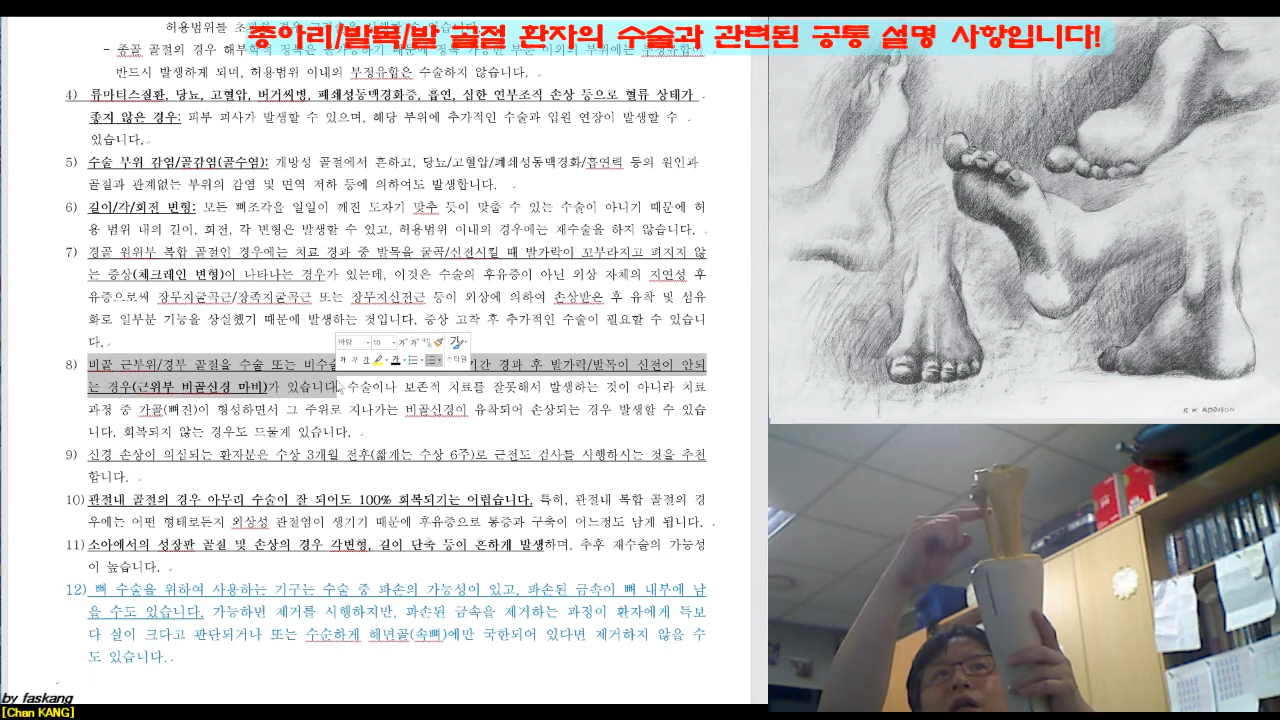 종아리/발목/발 골절 환자의 수술과 관련된 공통 설명 사항입니다!
허용범위를
- 종골 골절의 경우
반드시 발생하게 되며, 허용범위 이내의 부정유합은 수술하지 않습니다.
4) 류마티스질환, 당뇨, 고혈압, 버거씨병, 폐쇄성동맥경화증, 흡연, 심한 연부조직 손상 등으로 혈류 상태가
좋지 않은 경우: 피부 괴사가 발생할 수 있으며, 해당 부위에 추가적인 수술과 입원 연장이 발생할 수
있습니다.
5) 수술 부위 감염/골감염(골수염): 개방성 골절에서 흔하고, 당뇨/고혈압/폐쇄성동맥경화/흡연력 등의 원인과
골절과 관계없는 부위의 감염 및 면역 저하 등에 의하여도 발생합니다.
6) 길이/각/회전 변형: 모든 뼈조각을 일일이 깨진 도자기 맞추 듯이 맞출 수 있는 수술이 아니기 때문에 허
용 범위 내의 길이, 회전, 각 변형은 발생할 수 있고, 허용범위 이내의 경우에는 재수술을 하지 않습니다.
7) 경골 원위부 복합 골절인 경우에는 치료 경과 중 발목을 굴곡/신전시킬 때 발가락이 꼬부라지고 펴지지 않
는 증상(체크레인 변형)이 나타나는 경우가 있는데, 이것은 수술의 후유증이 아닌 외상 자체의 지연성 후
유증으로써 장무지굴곡근/장족지굴곡근 또는 장무지신전근 등이 외상에 의하여 손상받은 후 유착 및 섬유
화로 일부분 기능을 상실했기 때문에 발생하는 것입니다. 증상 고착 후 추가적인 수술이 필요할 수 있습니
다.
바탕 10
가 가 가 가 스타일
8) 비골 근부위/경부 골절을 수술 또는 비수술 기간 경과 후 발가락/발목이 신전이 안되
는 경우(근위부 비골신경 마비)가 있습니다. 수술이나 보존적 치료를 잘못해서 발생하는 것이 아니라 치료
과정 중 가골(뼈진)이 형성하면서 그 주위로 지나가는 비골신경이 유착되어 손상되는 경우 발생할 수 있습
니다. 회복되지 않는 경우도 드물게 있습니다.
9) 신경 손상이 의심되는 환자분은 수상 3개월 전후(짧게는 수상 6주)로 근전도 검사를 시행하시는 것을 추천
합니다.
10) 관절내 골절의 경우 아무리 수술이 잘 되어도 100% 회복되기는 어렵습니다. 특히, 관절내 복합 골절의 경
우에는 어떤 형태로든지 외상성 관절염이 생기기 때문에 후유증으로 통증과 구축이 어느정도 남게 됩니다.
11) 소아에서의 성장판 골절 및 손상의 경우 각변형, 길이 단축 등이 흔하게 발생하며, 추후 재수술의 가능성
이 높습니다.
12) 뼈 수술을 위하여 사용하는 기구는 수술 중 파손의 가능성이 있고, 파손된 금속이 뼈 내부에 남
을 수도 있습니다. 가능하면 제거를 시행하지만, 파손된 금속을 제거하는 과정이 환자에게 득보
다 실이 크다고 판단되거나 또는 수순하게 해면골(속뼈)에만 국한되어 있다면 제거하지 않을 수
도 있습니다.
R W ADDISON
by faskang
[Chan KANG]